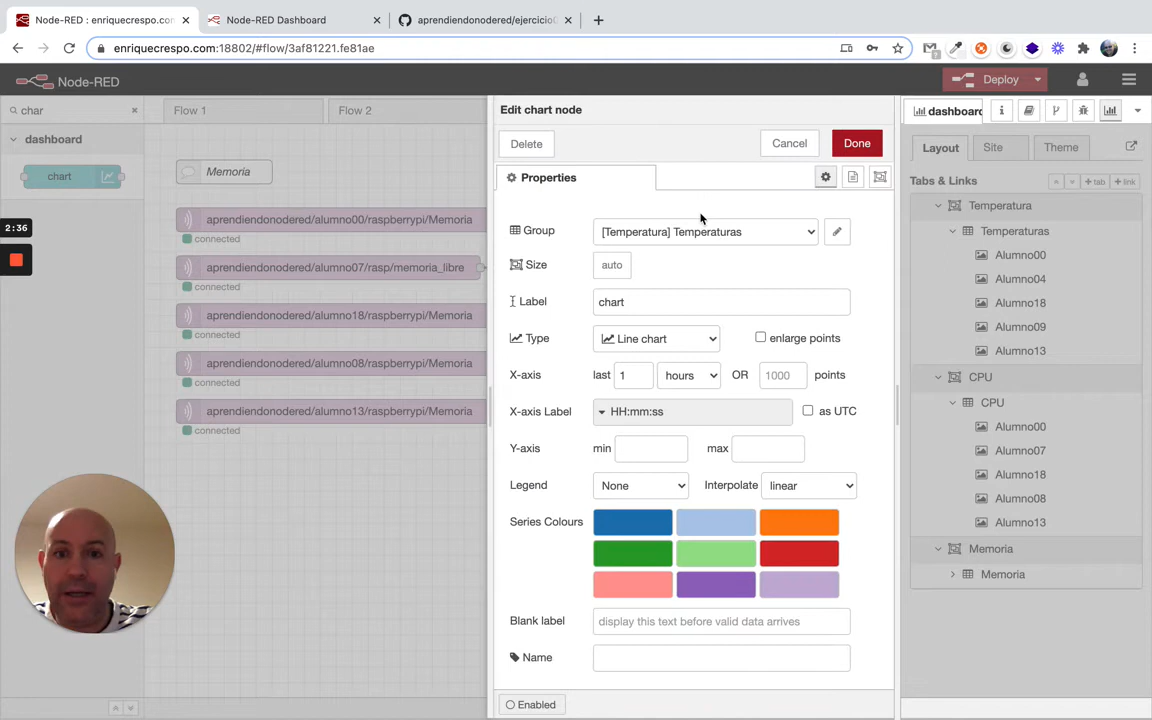 Node-RED : enriquecrespo.con
Node-RED Dashboard
aprendiendonodered/ejercicio0
enriquecrespo.com:18802/#flow/3af81221.fe81ae
Node-RED
Deploy
char
Flow 1
Flow 2
Edit chart node
dashboard
dashboard
Delete
Cancel
Done
Layout
Site
Theme
chart
Memoria
Properties
Tabs & Links
tab
link
2:36
aprendiendonodered/alumno00/raspberrypi/Memoria
connected
aprendiendonodered/alumno07/rasp/memoria_libre
connected
aprendiendonodered/alumno18/raspberrypi/Memoria
connected
aprendiendonodered/alumno08/raspberrypi/Memoria
connected
aprendiendonodered/alumno13/raspberrypi/Memoria
connected
Group
[Temperatura] Temperaturas
Size
auto
Label
chart
Type
Line chart
enlarge points
X-axis
last
1
hours
OR
1000
points
X-axis Label
HH:mm:ss
as UTC
Y-axis
min
max
Legend
None
Interpolate
linear
Series Colours
Blank label
display this text before valid data arrives
Name
Enabled
Temperatura
Temperaturas
Alumno00
Alumno04
Alumno18
Alumno09
Alumno13
CPU
CPU
Alumno00
Alumno07
Alumno18
Alumno08
Alumno13
Memoria
Memoria